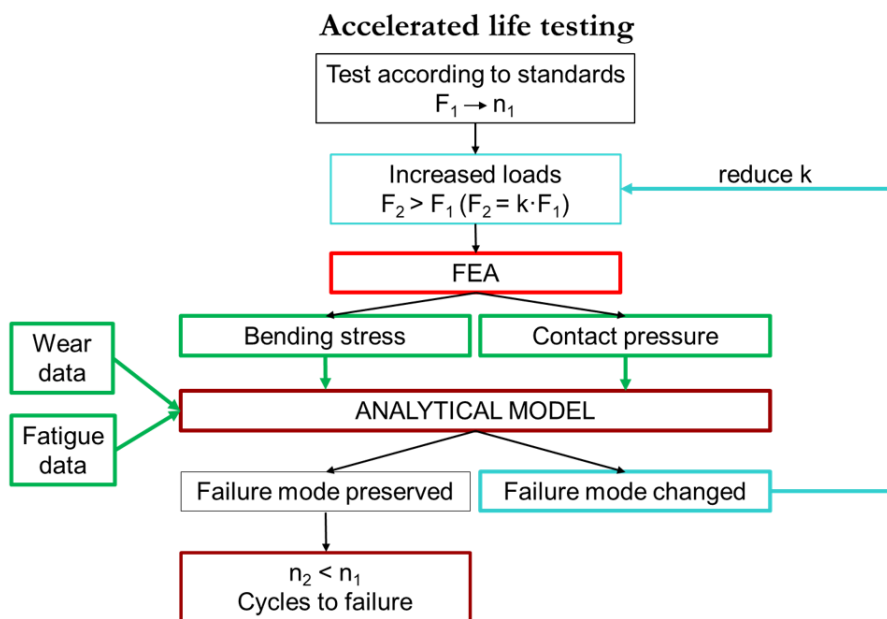 Accelerated life testing
Test according to standards
F₁ → n₁
Increased loads
F₂ > F₁ (F₂ = k·F₁)
reduce k
FEA
Bending stress
Contact pressure
Wear
data
ANALYTICAL MODEL
Fatigue
data
Failure mode preserved
Failure mode changed
n₂ < n₁
Cycles to failure